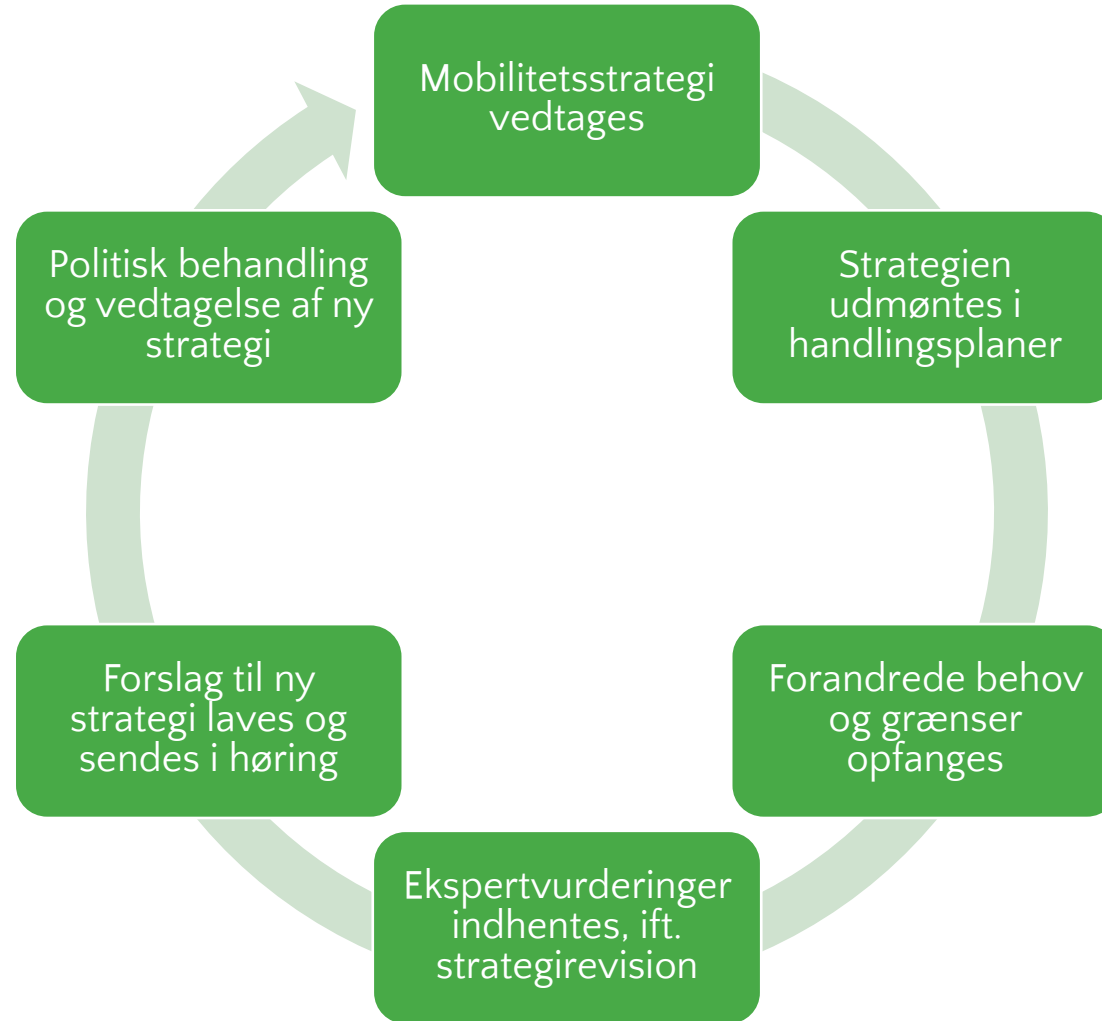 Mobilitetsstrategi
vedtages
Strategien
udmøntes i
handlingsplaner
Forandrede behov
og grænser
opfanges
Ekspertvurderinger
indhentes, ift.
strategirevision
Forslag til ny
strategi laves og
sendes i høring
Politisk behandling
og vedtagelse af ny
strategi